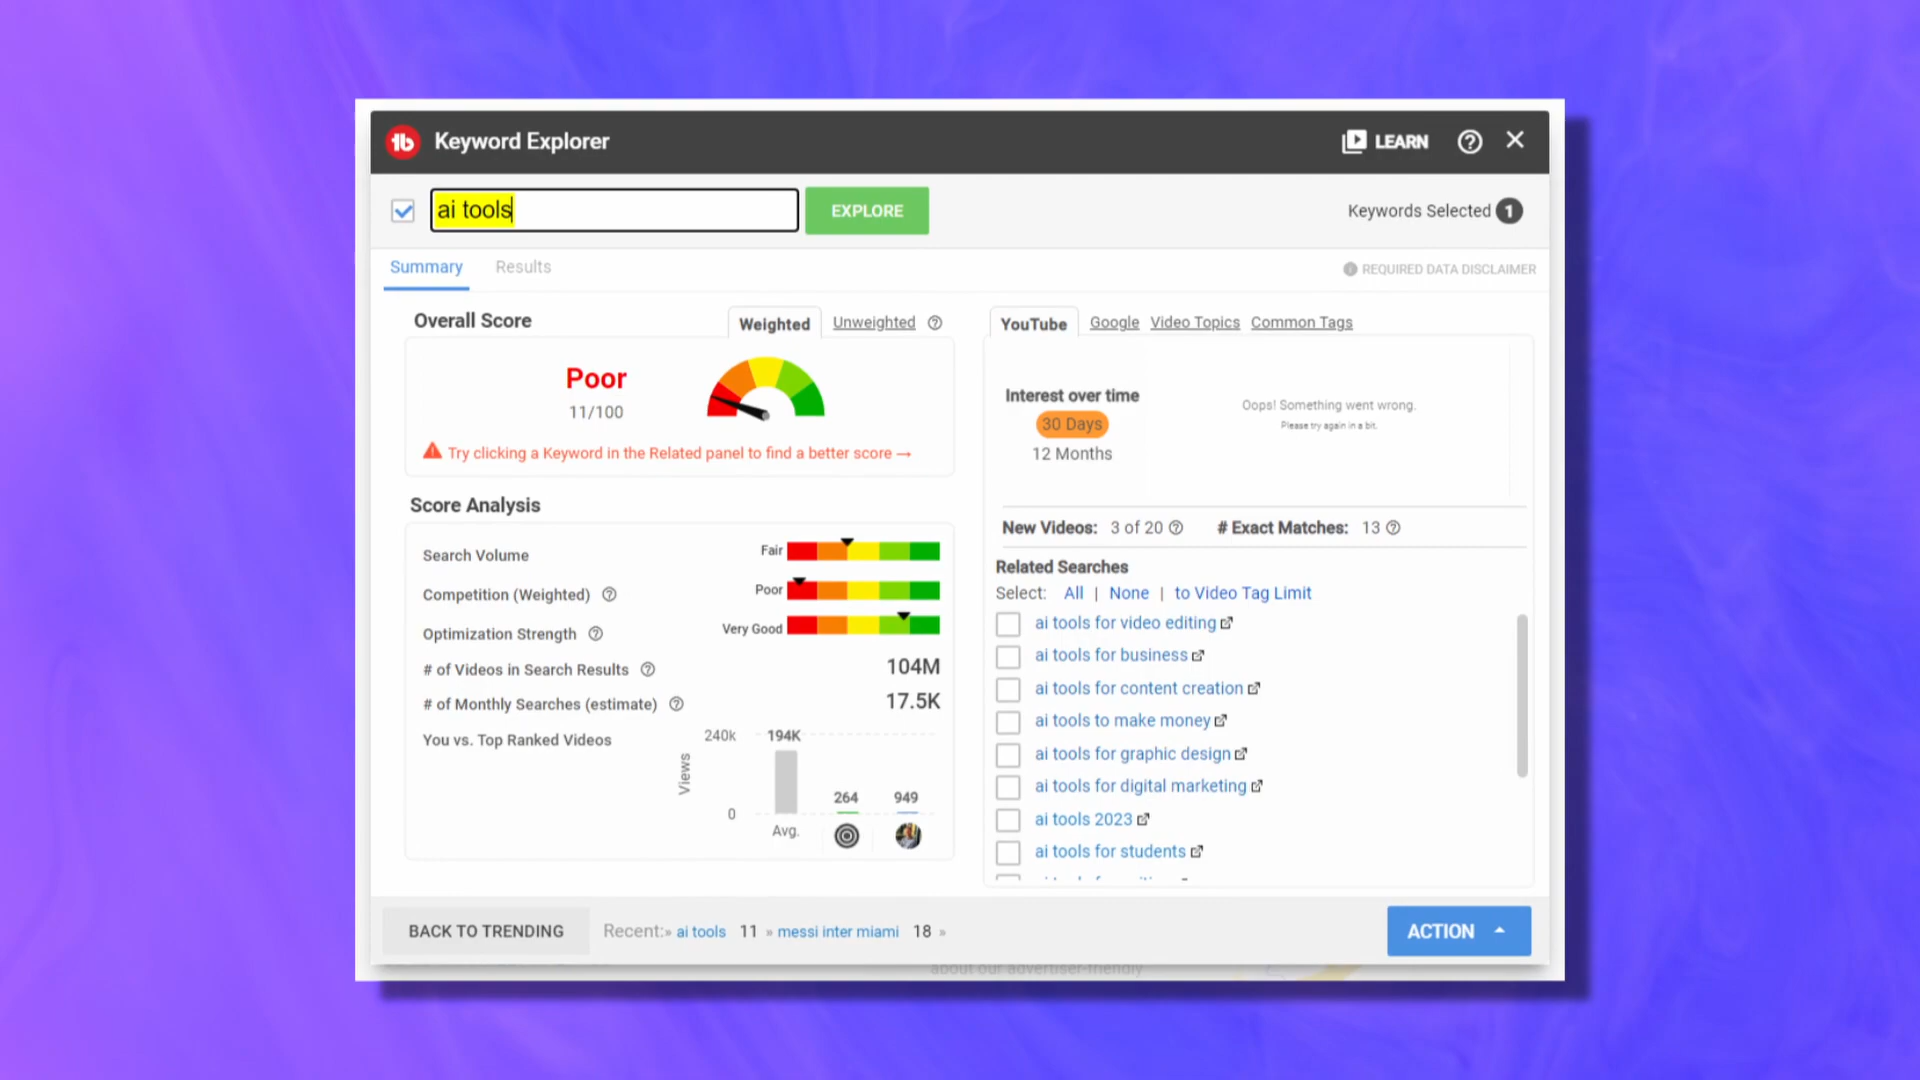 Keyword Explorer
LEARN
ai tools
EXPLORE
Keywords Selected 1
Summary
Results
REQUIRED DATA DISCLAIMER
Overall Score
Weighted
Unweighted
Poor
11/100
Try clicking a Keyword in the Related panel to find a better score →
Score Analysis
Search Volume
Fair
Competition (Weighted)
Poor
Optimization Strength
Very Good
# of Videos in Search Results
104M
# of Monthly Searches (estimate)
17.5K
You vs. Top Ranked Videos
Views
240k
0
194K
264
949
Avg.
YouTube
Google
Video Topics
Common Tags
Interest over time
30 Days
12 Months
Oops! Something went wrong.
Please try again in a bit.
New Videos: 3 of 20
# Exact Matches: 13
Related Searches
Select: All | None | to Video Tag Limit
ai tools for video editing
ai tools for business
ai tools for content creation
ai tools to make money
ai tools for graphic design
ai tools for digital marketing
ai tools 2023
ai tools for students
BACK TO TRENDING
Recent:» ai tools 11 » messi inter miami 18 »
ACTION
about our advertiser-friendly